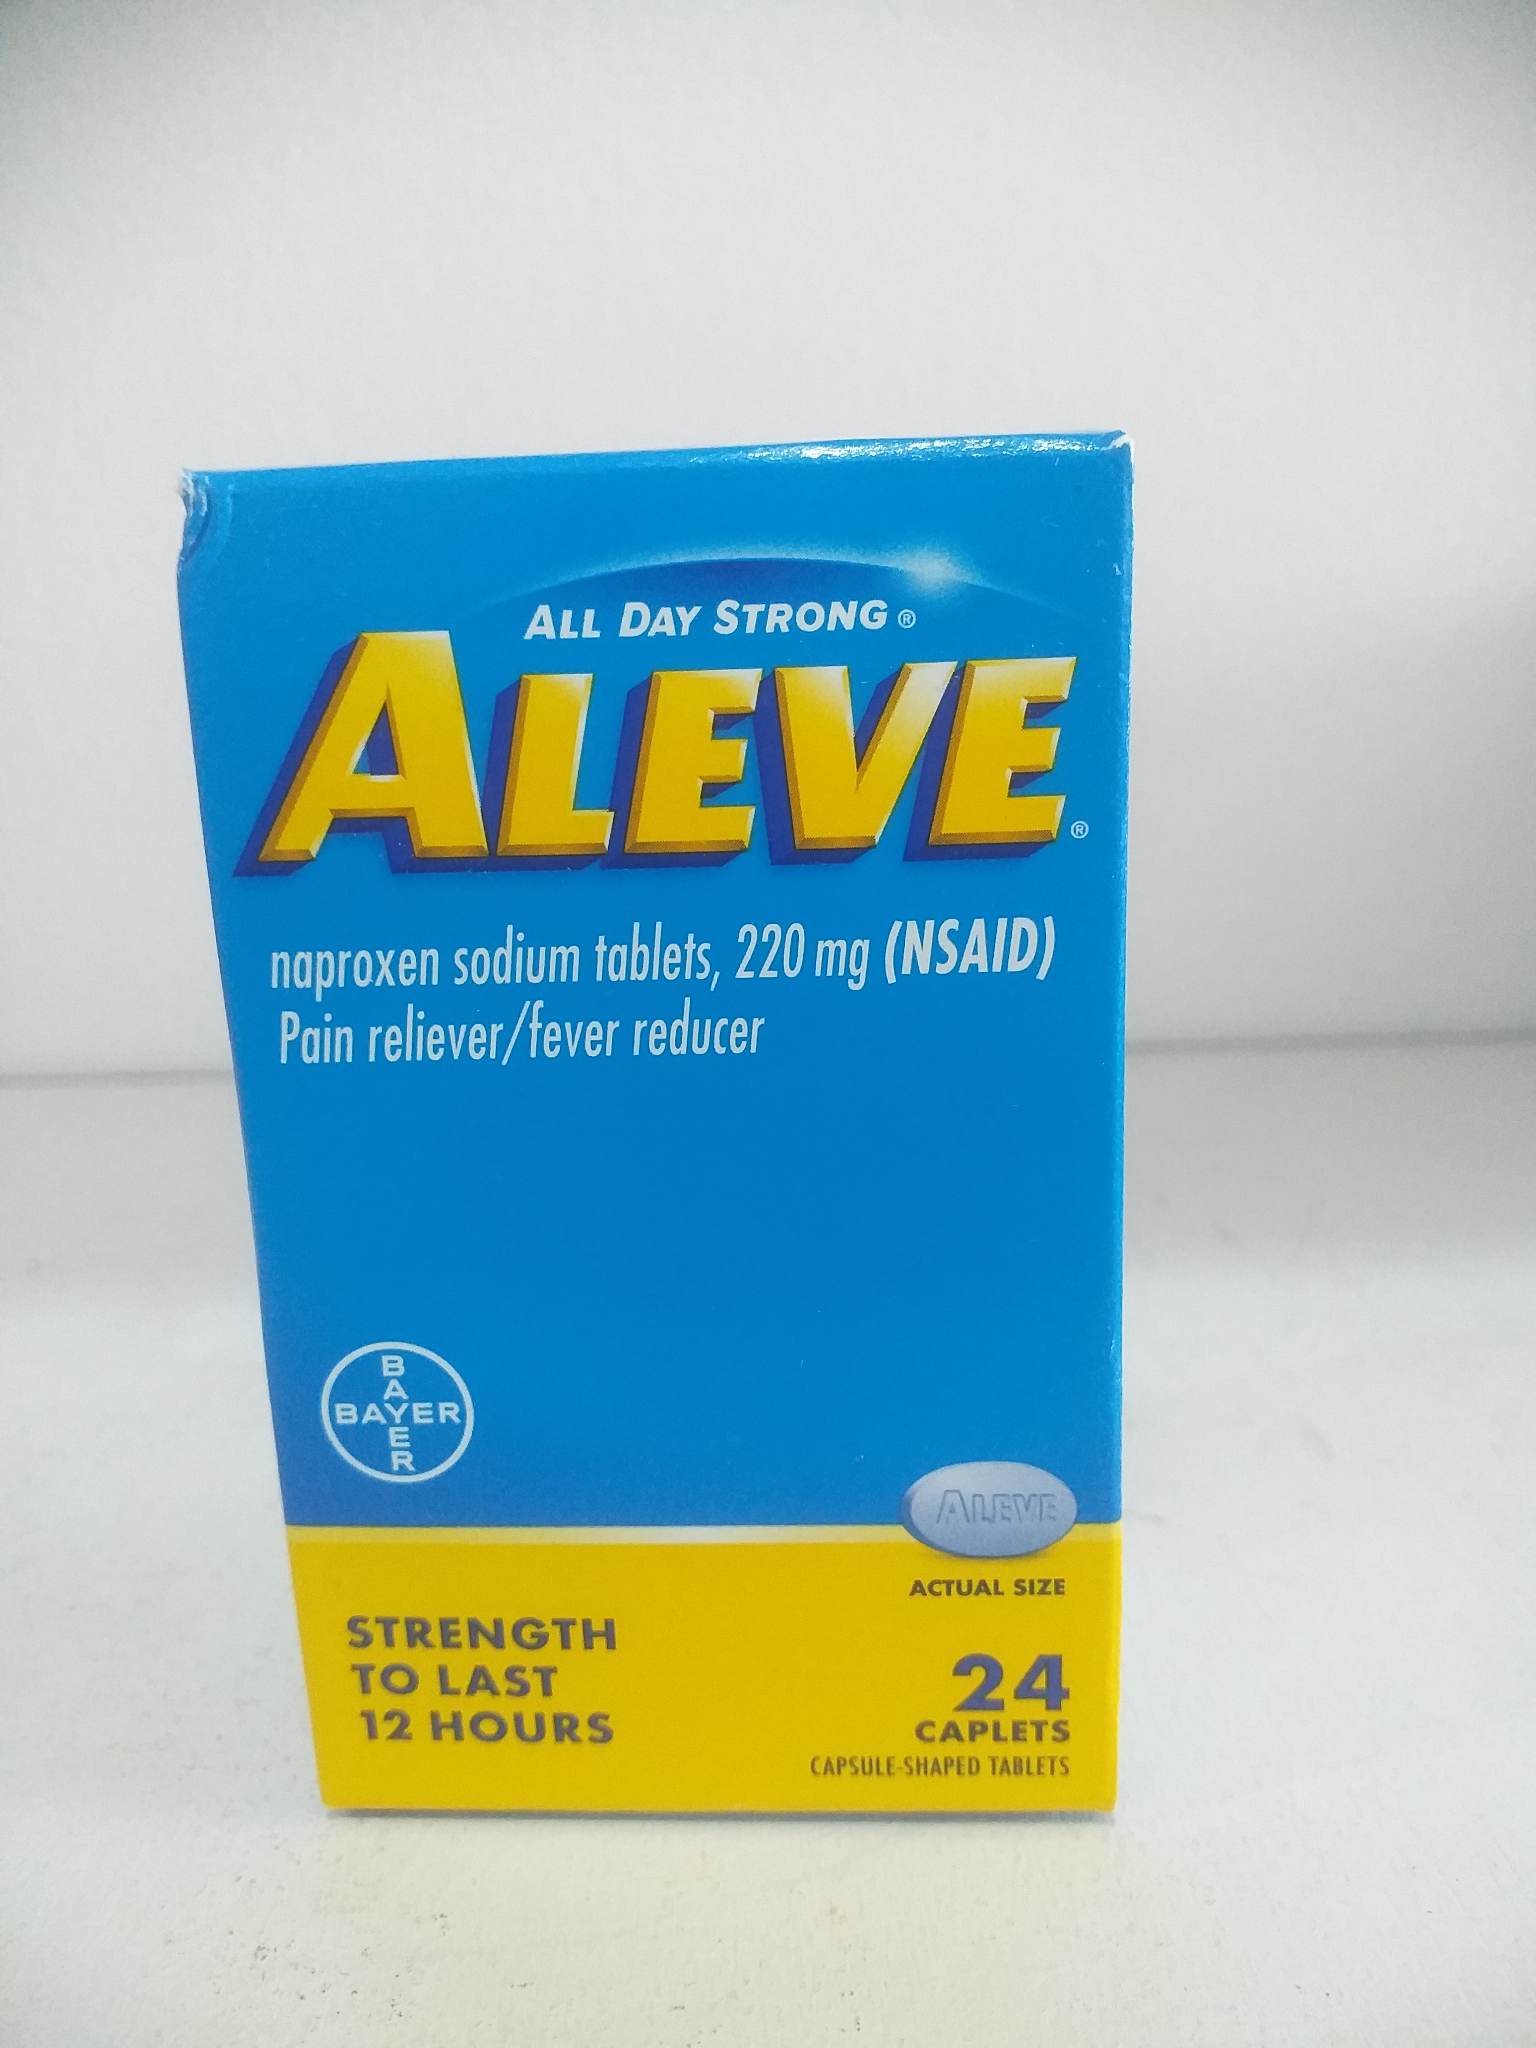 ALL DAY STRONG®
ALEVE®
naproxen sodium tablets, 220 mg (NSAID)
Pain reliever/fever reducer
BAYER
BAYER
ALEVE
ACTUAL SIZE
STRENGTH
TO LAST
12 HOURS
24
CAPLETS
CAPSULE-SHAPED TABLETS